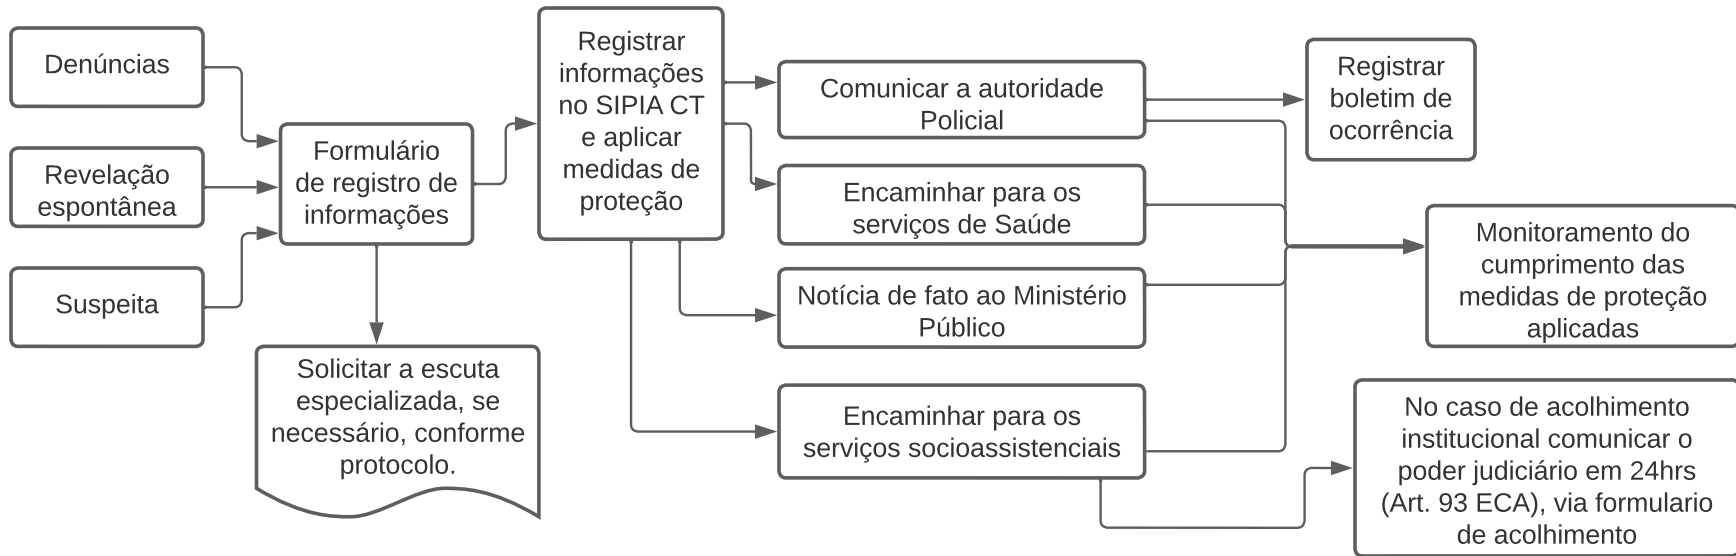 Denúncias
Revelação
espontânea
Suspeita
Formulário
de registro de
informações
Solicitar a escuta
especializada, se
necessário, conforme
protocolo.
Registrar
informações
no SIPIA CT
e aplicar
medidas de
proteção
Comunicar a autoridade
Policial
Encaminhar para os
serviços de Saúde
Notícia de fato ao Ministério
Público
Encaminhar para os
serviços socioassistenciais
Registrar
boletim de
ocorrência
Monitoramento do
cumprimento das
medidas de proteção
aplicadas
No caso de acolhimento
institucional comunicar o
poder judiciário em 24hrs
(Art. 93 ECA), via formulario
de acolhimento